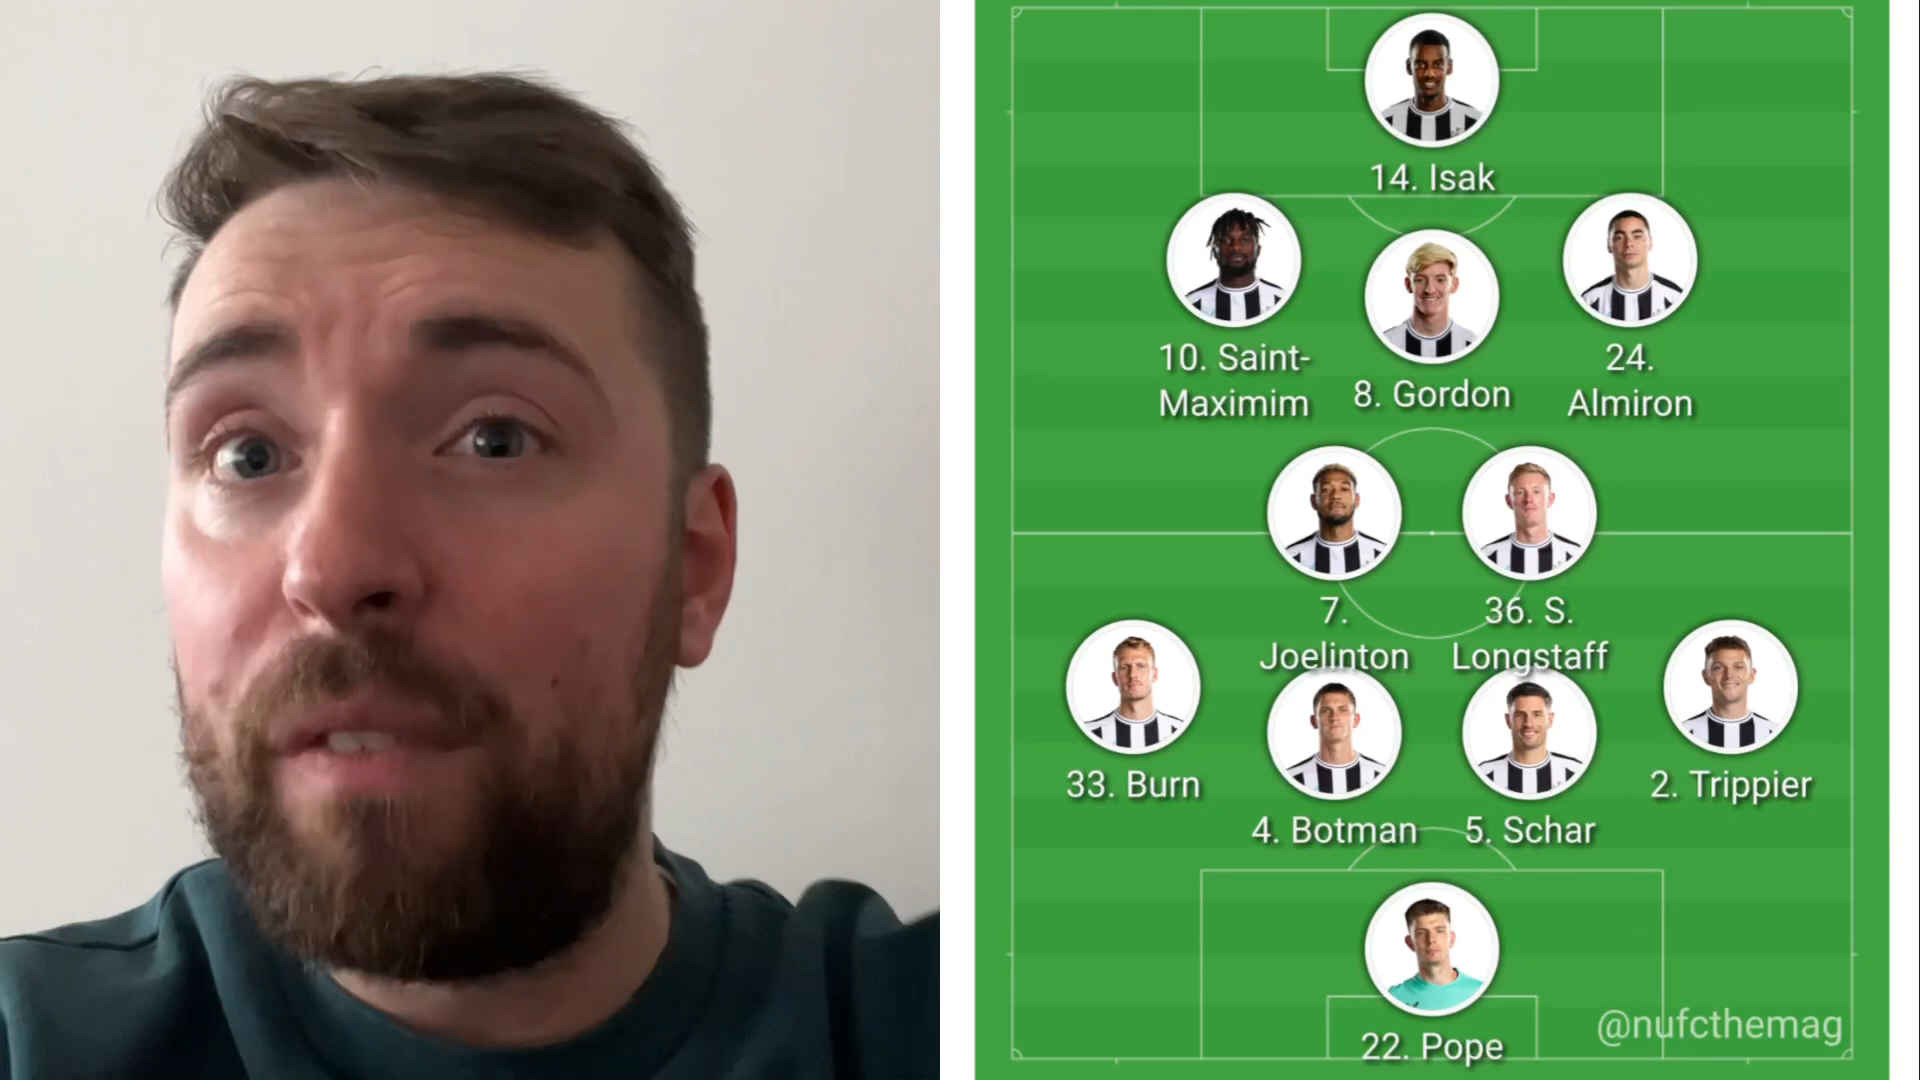 14. Isak
10. Saint-
Maximim
8. Gordon
24.
Almiron
7.
Joelinton
36. S.
Longstaff
33. Burn
4. Botman
5. Schar
2. Trippier
22. Pope
@nufcthemag